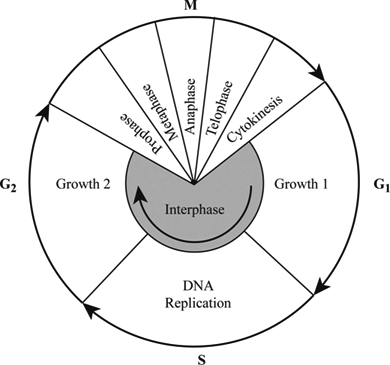 M
Prophase
Metaphase
Anaphase
Telophase
Cytokinesis
G2
Growth 2
Interphase
Growth 1
G1
DNA
Replication
S